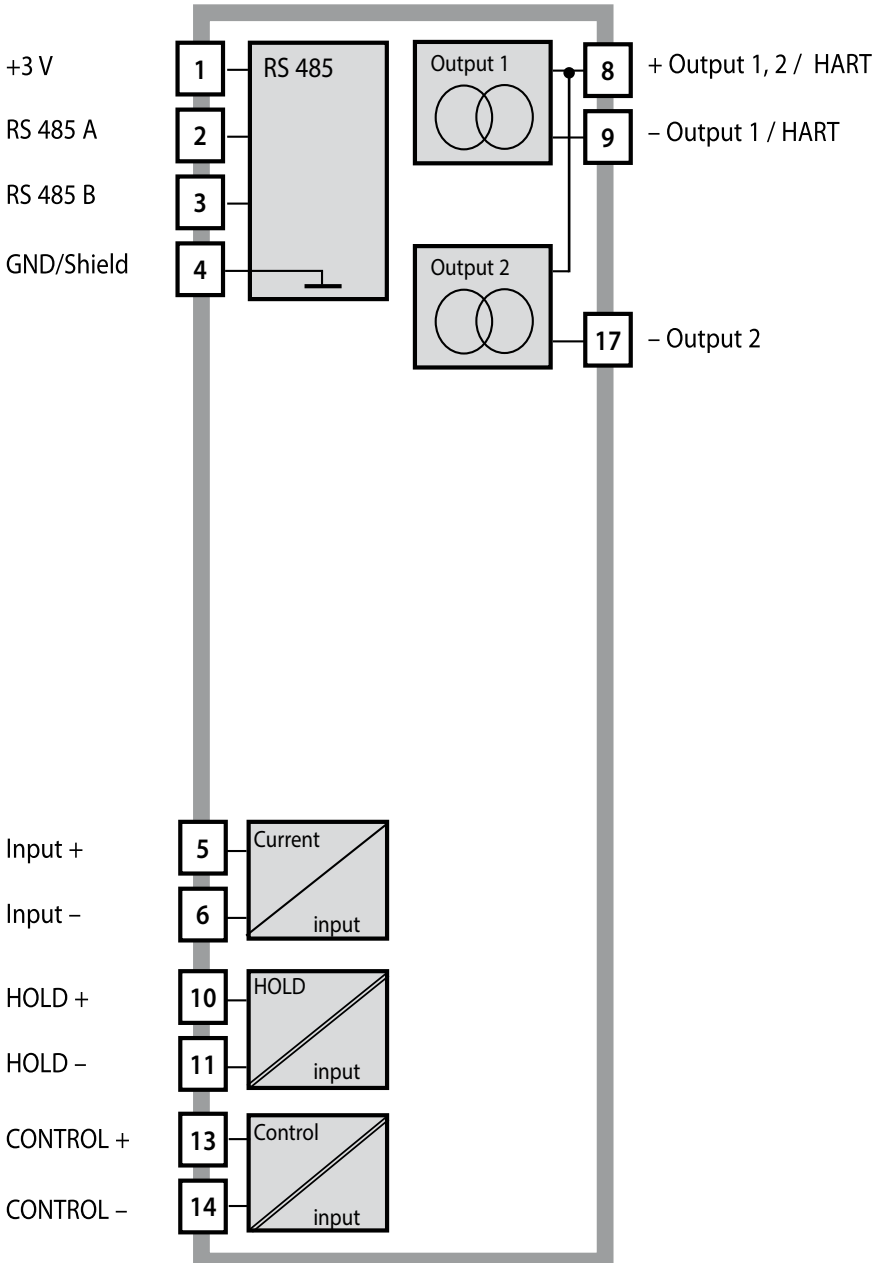 +3 V
1
RS 485
RS 485 A
2
RS 485 B
3
GND/Shield
4
Output 1
8
+ Output 1, 2 / HART
9
– Output 1 / HART
Output 2
17
– Output 2
Input +
5
Current
input
Input –
6
HOLD +
10
HOLD
input
HOLD –
11
CONTROL +
13
Control
input
CONTROL –
14